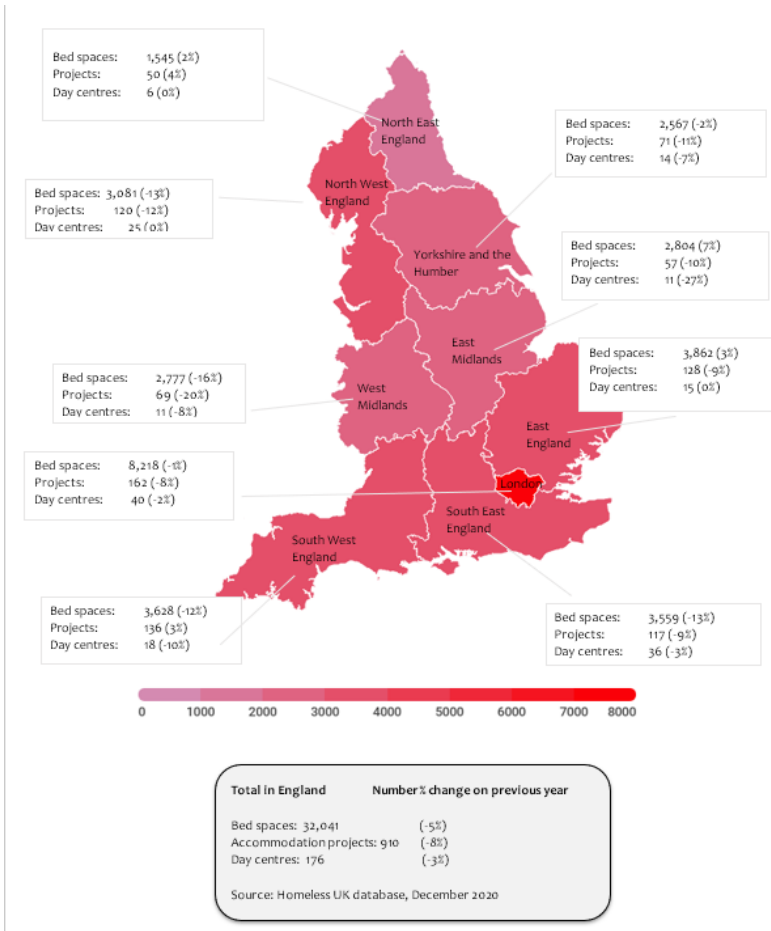 Bed spaces: 1,545 (2%)
Projects: 50 (4%)
Day centres: 6 (0%)
North East
England
Bed spaces: 2,567 (-2%)
Projects: 71 (-11%)
Day centres: 14 (-7%)
Bed spaces: 3,081 (-13%)
Projects: 120 (-12%)
Day centres: 25 (0%)
North West
England
Yorkshire and the
Humber
Bed spaces: 2,804 (7%)
Projects: 57 (-10%)
Day centres: 11 (-27%)
East
Midlands
Bed spaces: 3,862 (3%)
Projects: 128 (-9%)
Day centres: 15 (0%)
Bed spaces: 2,777 (-16%)
Projects: 69 (-20%)
Day centres: 11 (-8%)
West
Midlands
East
England
Bed spaces: 8,218 (-1%)
Projects: 162 (-8%)
Day centres: 40 (-2%)
London
South East
England
South West
England
Bed spaces: 3,628 (-12%)
Projects: 136 (3%)
Day centres: 18 (-10%)
Bed spaces: 3,559 (-13%)
Projects: 117 (-9%)
Day centres: 36 (-3%)
0 1000 2000 3000 4000 5000 6000 7000 8000
Total in England Number % change on previous year
Bed spaces: 32,041 (-5%)
Accommodation projects: 910 (-8%)
Day centres: 176 (-3%)
Source: Homeless UK database, December 2020